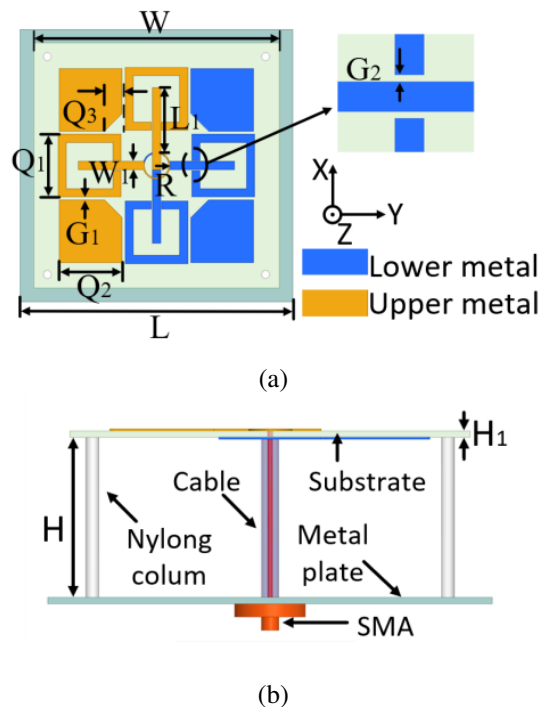 W
G2
Q3
L1
Q1
W1
R
G1
Q2
L
X
Y
Z
Lower metal
Upper metal
(a)
H1
Cable
Substrate
H
Nylong
colum
Metal
plate
SMA
(b)